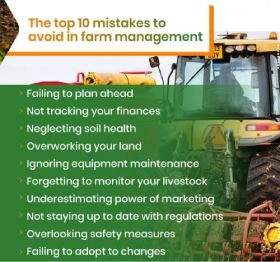 The top 10 mistakes to
avoid in farm management
Failing to plan ahead
Not tracking your finances
Neglecting soil health
Overworking your land
Ignoring equipment maintenance
Forgetting to monitor your livestock
Underestimating power of marketing
Not staying up to date with regulations
Overlooking safety measures
Failing to adopt to changes